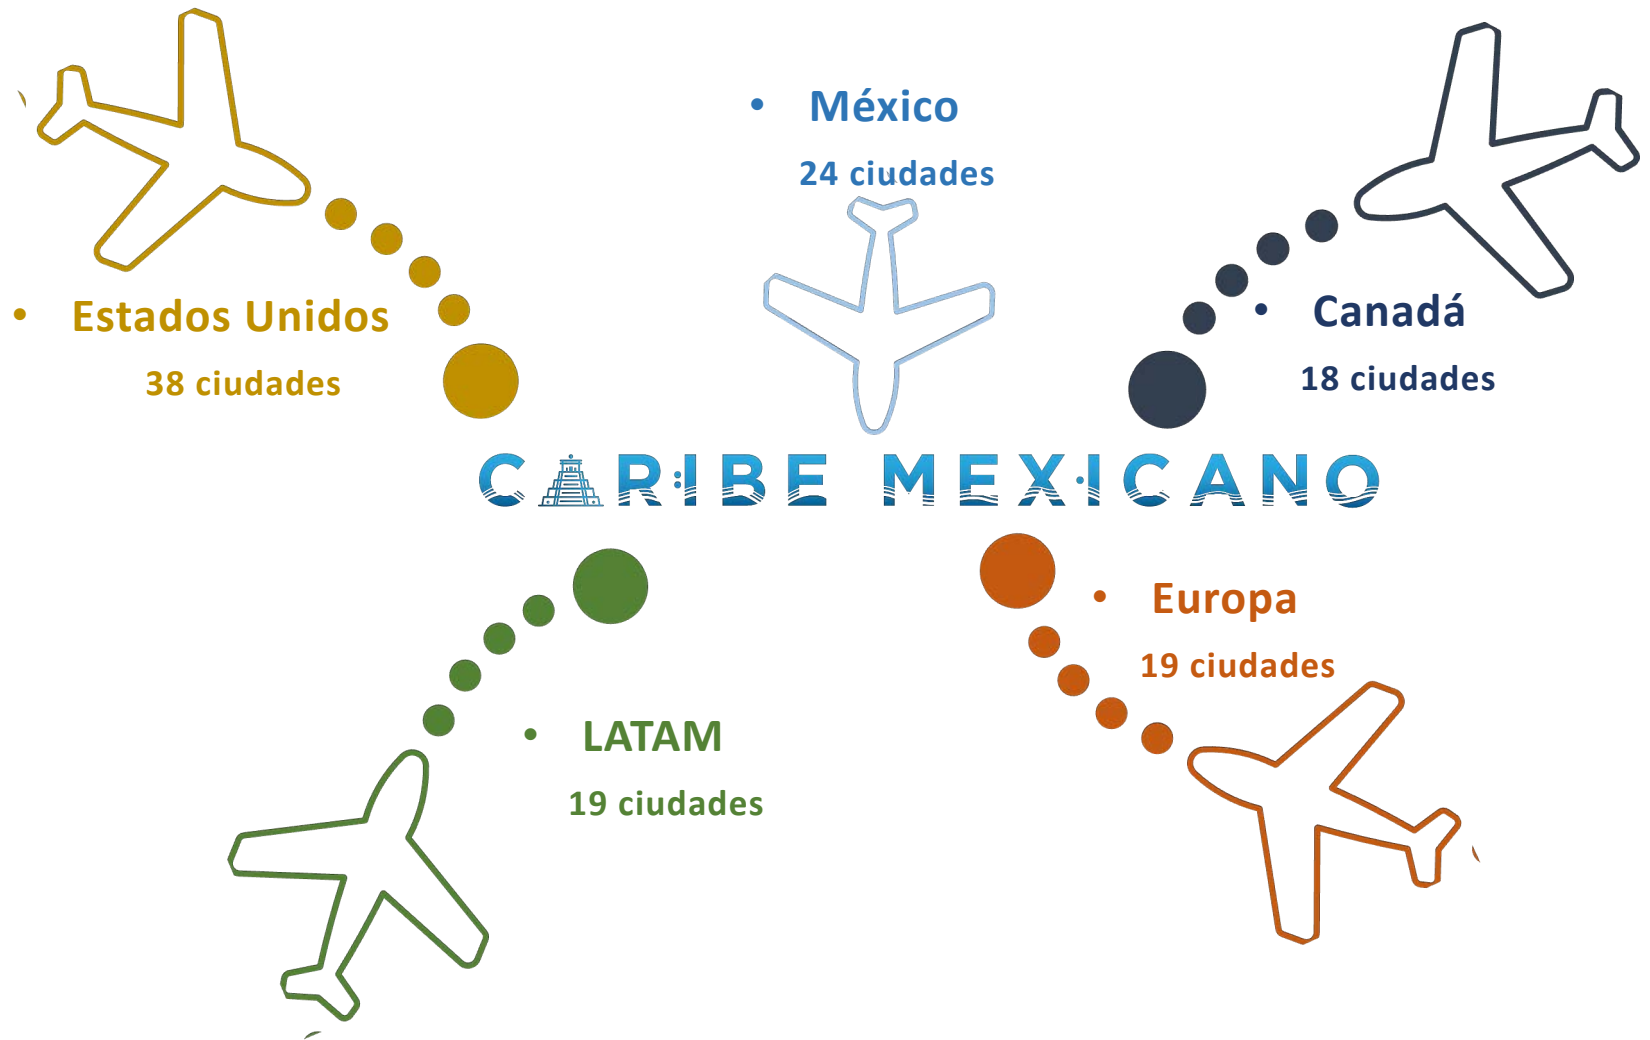 • México
24 ciudades
• Estados Unidos
38 ciudades
• Canadá
18 ciudades
CARIBE MEXICANO
• Europa
19 ciudades
• LATAM
19 ciudades